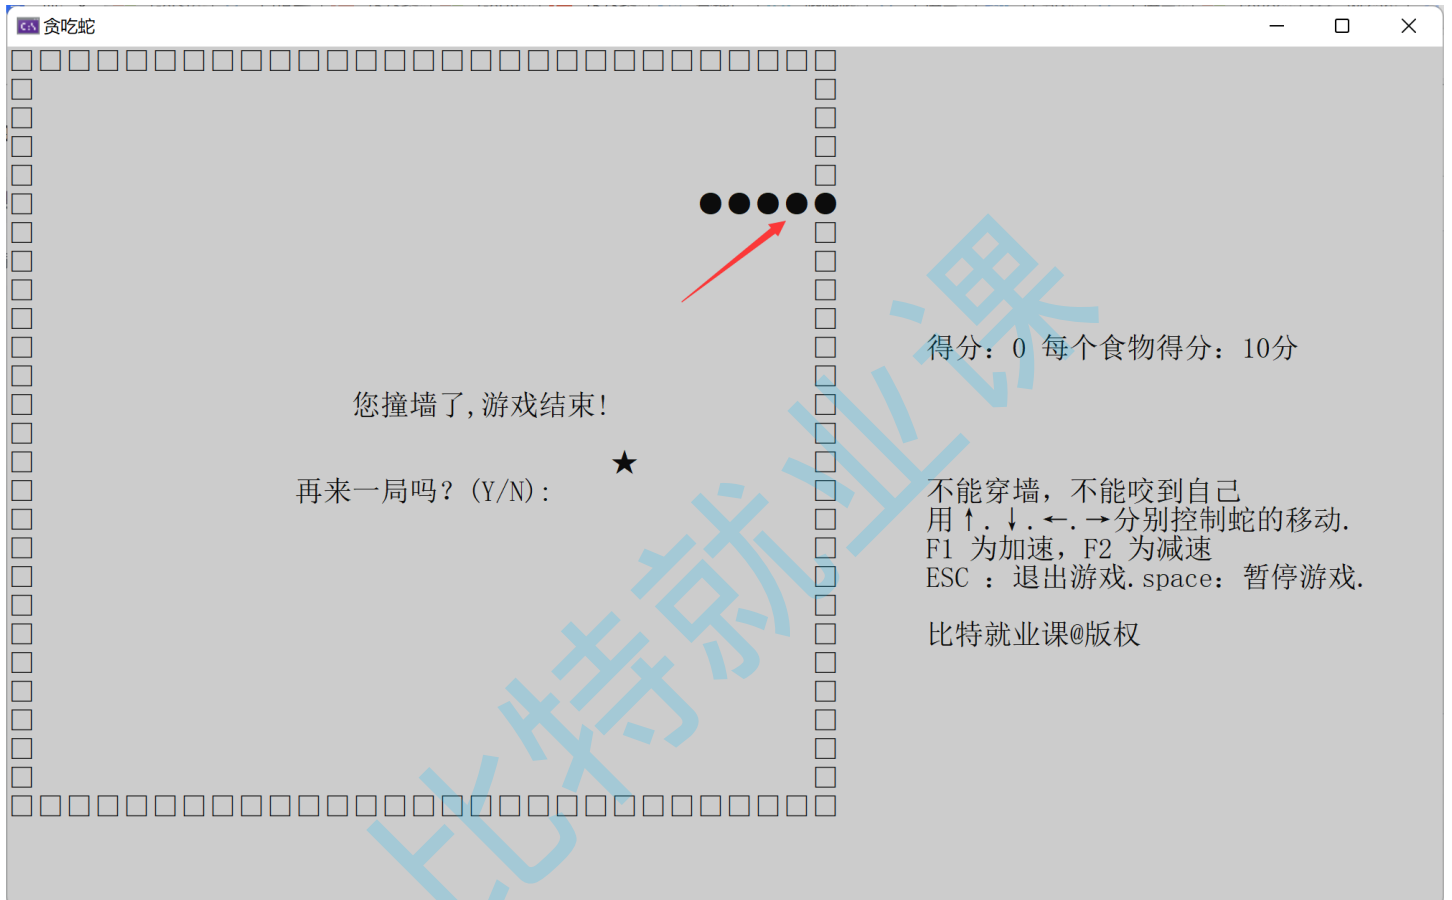 贪吃蛇
得分：0 每个食物得分：10分
您撞墙了,游戏结束!
再来一局吗？(Y/N):
不能穿墙，不能咬到自己
用↑.↓.←.→分别控制蛇的移动.
F1 为加速，F2 为减速
ESC ：退出游戏.space：暂停游戏.
比特就业课@版权
比特就业课